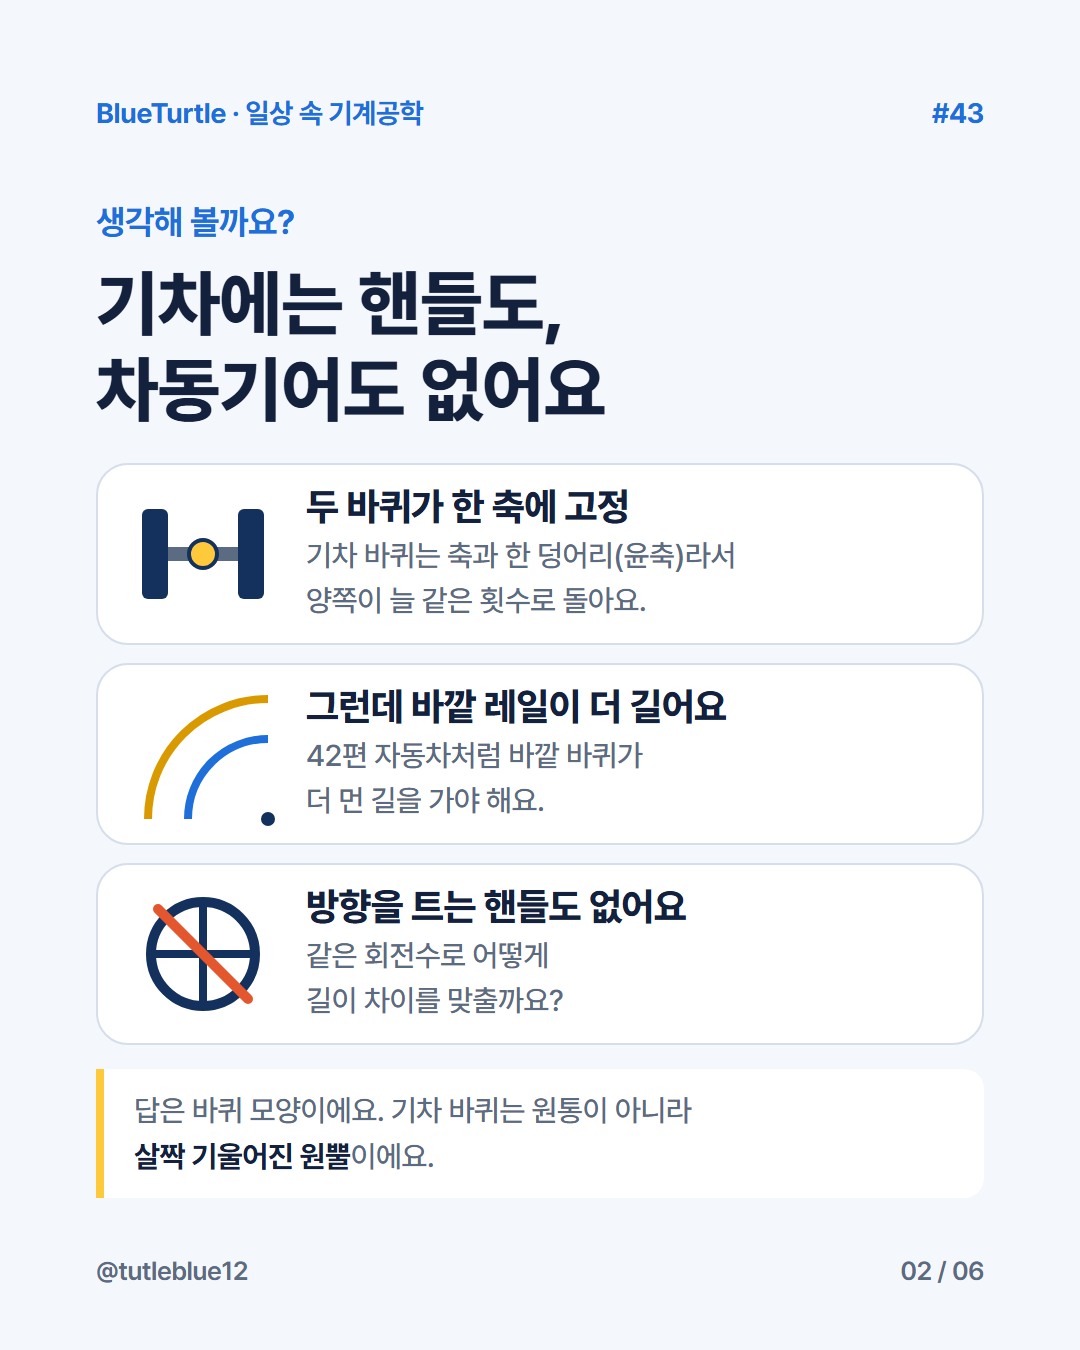 BlueTurtle · 일상 속 기계공학
#43
생각해 볼까요?
기차에는 핸들도,
차동기어도 없어요
두 바퀴가 한 축에 고정
기차 바퀴는 축과 한 덩어리(윤축)라서
양쪽이 늘 같은 횟수로 돌아요.
그런데 바깥 레일이 더 길어요
42편 자동차처럼 바깥 바퀴가
더 먼 길을 가야 해요.
방향을 트는 핸들도 없어요
같은 회전수로 어떻게
길이 차이를 맞출까요?
답은 바퀴 모양이에요. 기차 바퀴는 원통이 아니라
살짝 기울어진 원뿔이에요.
@tutleblue12
02 / 06